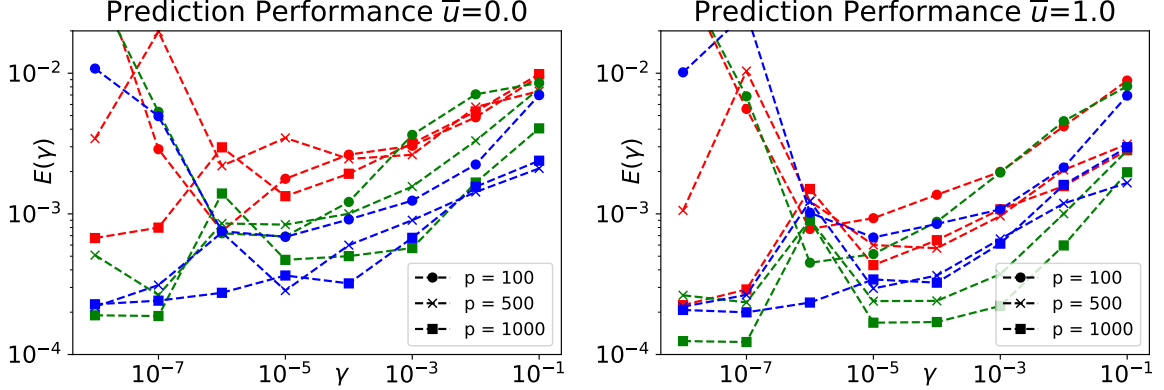 Prediction Performance u̅=0.0
E(γ)
10⁻²
10⁻³
10⁻⁴
10⁻⁷ 10⁻⁵ 10⁻³ 10⁻¹
γ
p = 100
p = 500
p = 1000
Prediction Performance u̅=1.0
E(γ)
10⁻²
10⁻³
10⁻⁴
10⁻⁷ 10⁻⁵ 10⁻³ 10⁻¹
γ
p = 100
p = 500
p = 1000